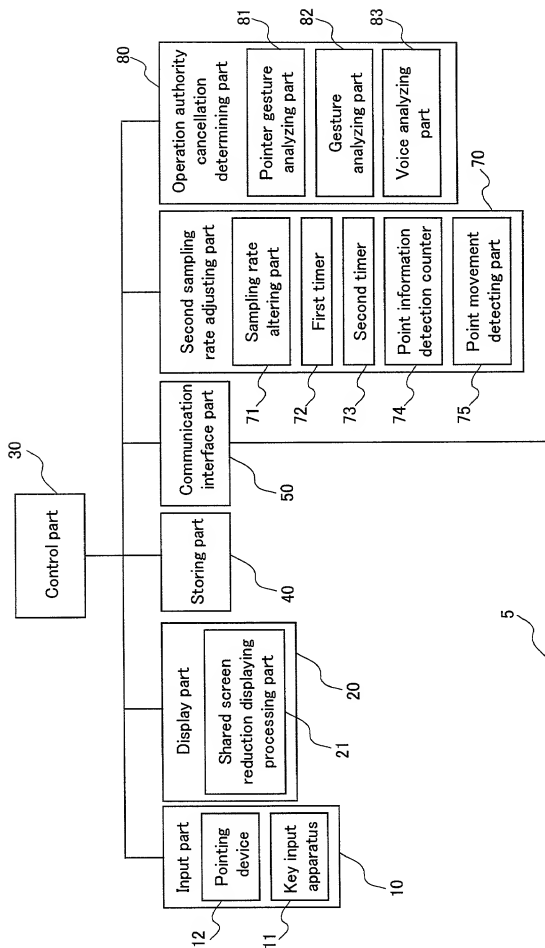 30
Control part
Input part
Pointing
device
12
Key input
apparatus
11
10
Display part
Shared screen
reduction displaying
processing part
21
20
Storing part
40
Communication
interface part
50
Second sampling
rate adjusting part
Sampling rate
altering part
71
First timer
72
Second timer
73
Point information
detection counter
74
Point movement
detecting part
75
70
80
Operation authority
cancellation
determining part
Pointer gesture
analyzing part
81
Gesture
analyzing part
82
Voice analyzing
part
83
5